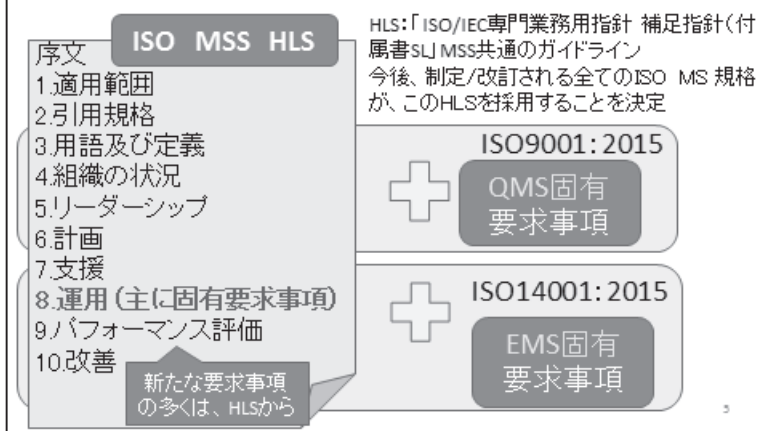 ISO MSS HLS
序文
1.適用範囲
2.引用規格
3.用語及び定義
4.組織の状況
5.リーダーシップ
6.計画
7.支援
8.運用(主に固有要求事項)
9.パフォーマンス評価
10.改善
新たな要求事項
の多くは、HLSから
HLS:「ISO/IEC専門業務用指針 補足指針(付
属書SL」MSS共通のガイドライン
今後、制定/改訂される全てのISO MS 規格
が、このHLSを採用することを決定
ISO9001:2015
QMS固有
要求事項
ISO14001:2015
EMS固有
要求事項
5